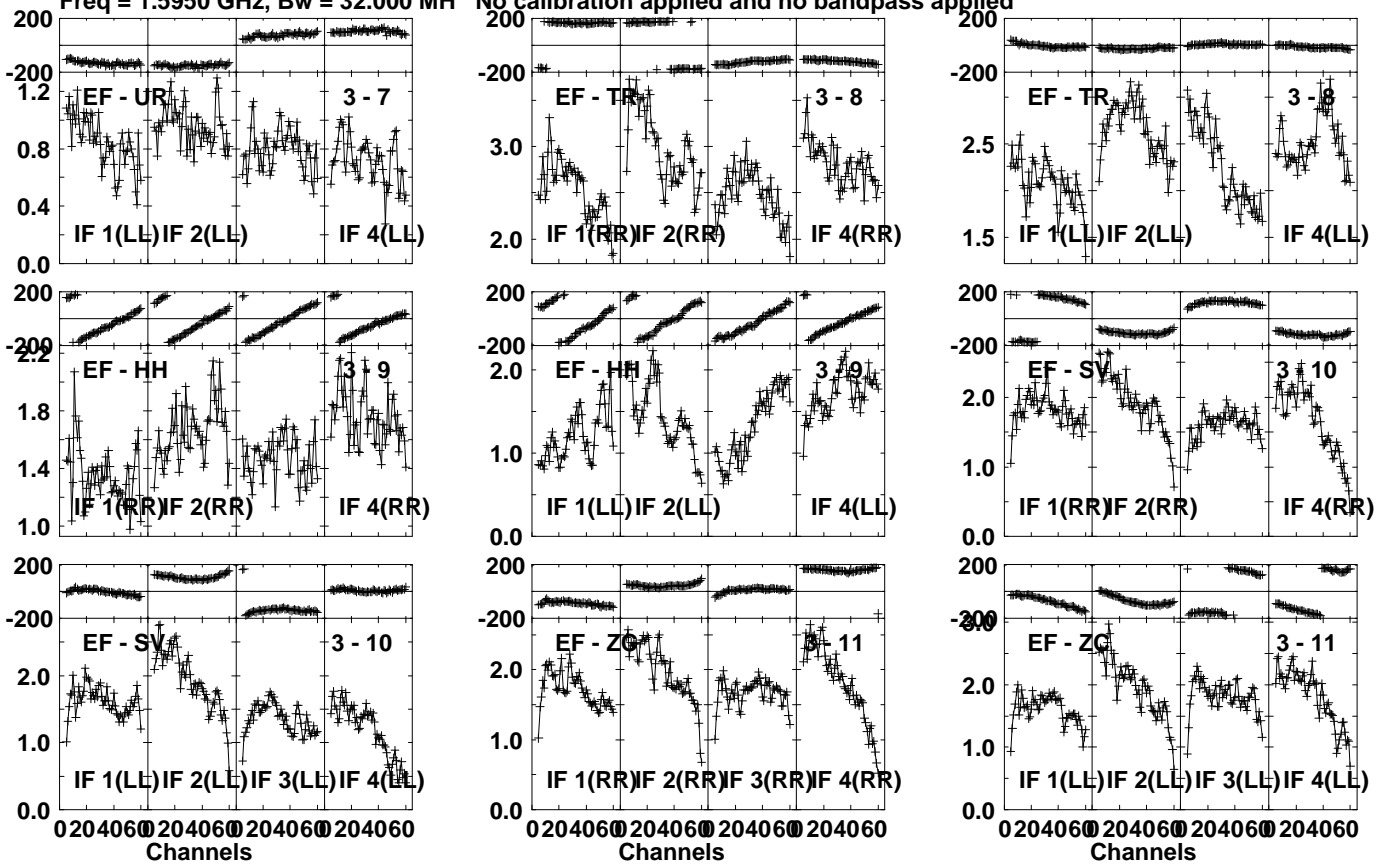 Freq = 1.5950 GHz, Bw = 32.000 MH No calibration applied and no bandpass applied
200
-200
EF - UR 3 - 7
1.2
0.8
0.4
0.0
IF 1(LL) IF 2(LL) IF 4(LL)
200
-200
EF - TR 3 - 8
3.0
2.0
IF 1(RR) IF 2(RR) IF 4(RR)
200
-200
EF - TR 3 - 8
2.5
1.5
IF 1(LL) IF 2(LL) IF 4(LL)
200
-200
2.2
EF - HH 3 - 9
1.8
1.4
1.0
IF 1(RR) IF 2(RR) IF 4(RR)
200
-200
EF - HH 3 - 9
2.0
1.0
0.0
IF 1(LL) IF 2(LL) IF 4(LL)
200
-200
EF - SV 3 - 10
2.0
1.0
0.0
IF 1(RR) IF 2(RR) IF 4(RR)
200
-200
EF - SV 3 - 10
2.0
1.0
0.0
IF 1(LL) IF 2(LL) IF 3(LL) IF 4(LL)
0 20 40 60 0 20 40 60 0 20 40 60 0 20 40 60
Channels
200
-200
EF - ZC 3 - 11
2.0
1.0
0.0
IF 1(RR) IF 2(RR) IF 3(RR) IF 4(RR)
0 20 40 60 0 20 40 60 0 20 40 60 0 20 40 60
Channels
200
-200
3.0
EF - ZC 3 - 11
2.0
1.0
0.0
IF 1(LL) IF 2(LL) IF 3(LL) IF 4(LL)
0 20 40 60 0 20 40 60 0 20 40 60 0 20 40 60
Channels